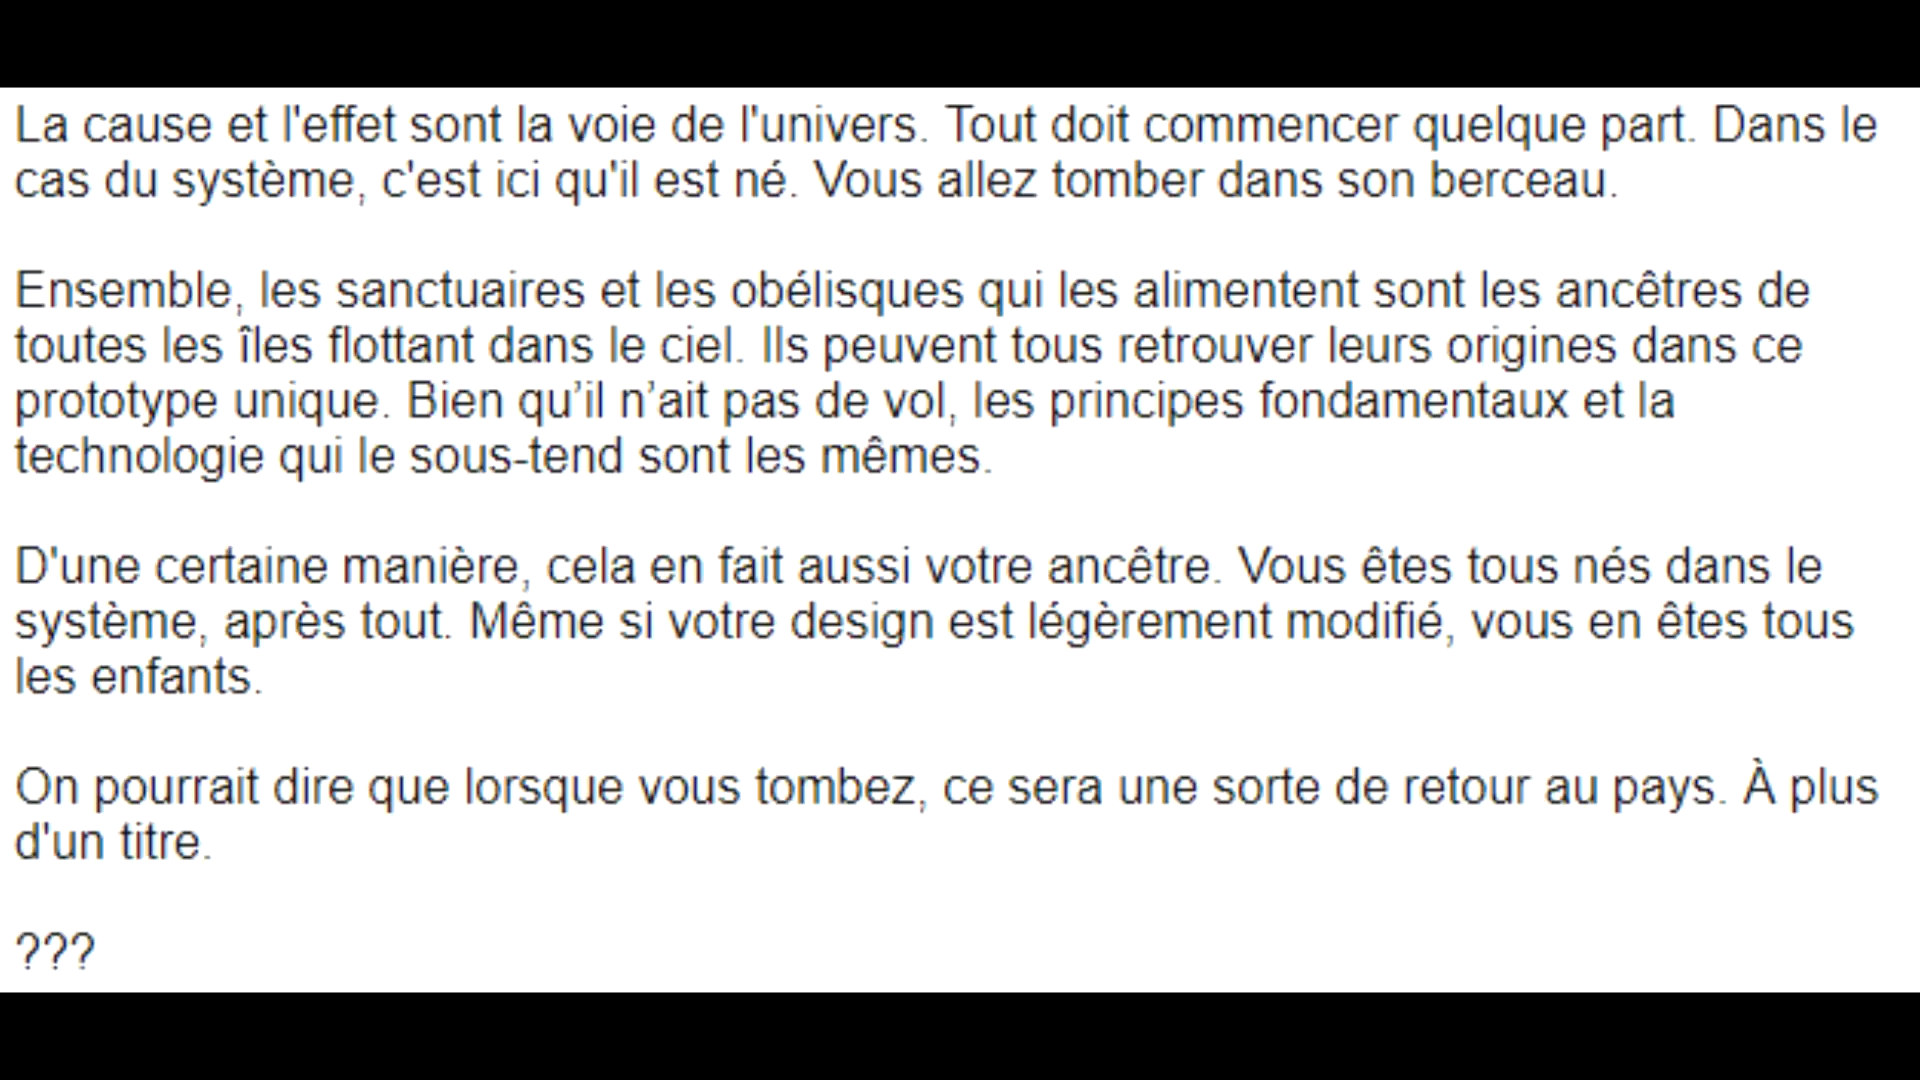 La cause et l'effet sont la voie de l'univers. Tout doit commencer quelque part. Dans le
cas du système, c'est ici qu'il est né. Vous allez tomber dans son berceau.
Ensemble, les sanctuaires et les obélisques qui les alimentent sont les ancêtres de
toutes les îles flottant dans le ciel. Ils peuvent tous retrouver leurs origines dans ce
prototype unique. Bien qu’il n’ait pas de vol, les principes fondamentaux et la
technologie qui le sous-tend sont les mêmes.
D'une certaine manière, cela en fait aussi votre ancêtre. Vous êtes tous nés dans le
système, après tout. Même si votre design est légèrement modifié, vous en êtes tous
les enfants.
On pourrait dire que lorsque vous tombez, ce sera une sorte de retour au pays. À plus
d'un titre.
???